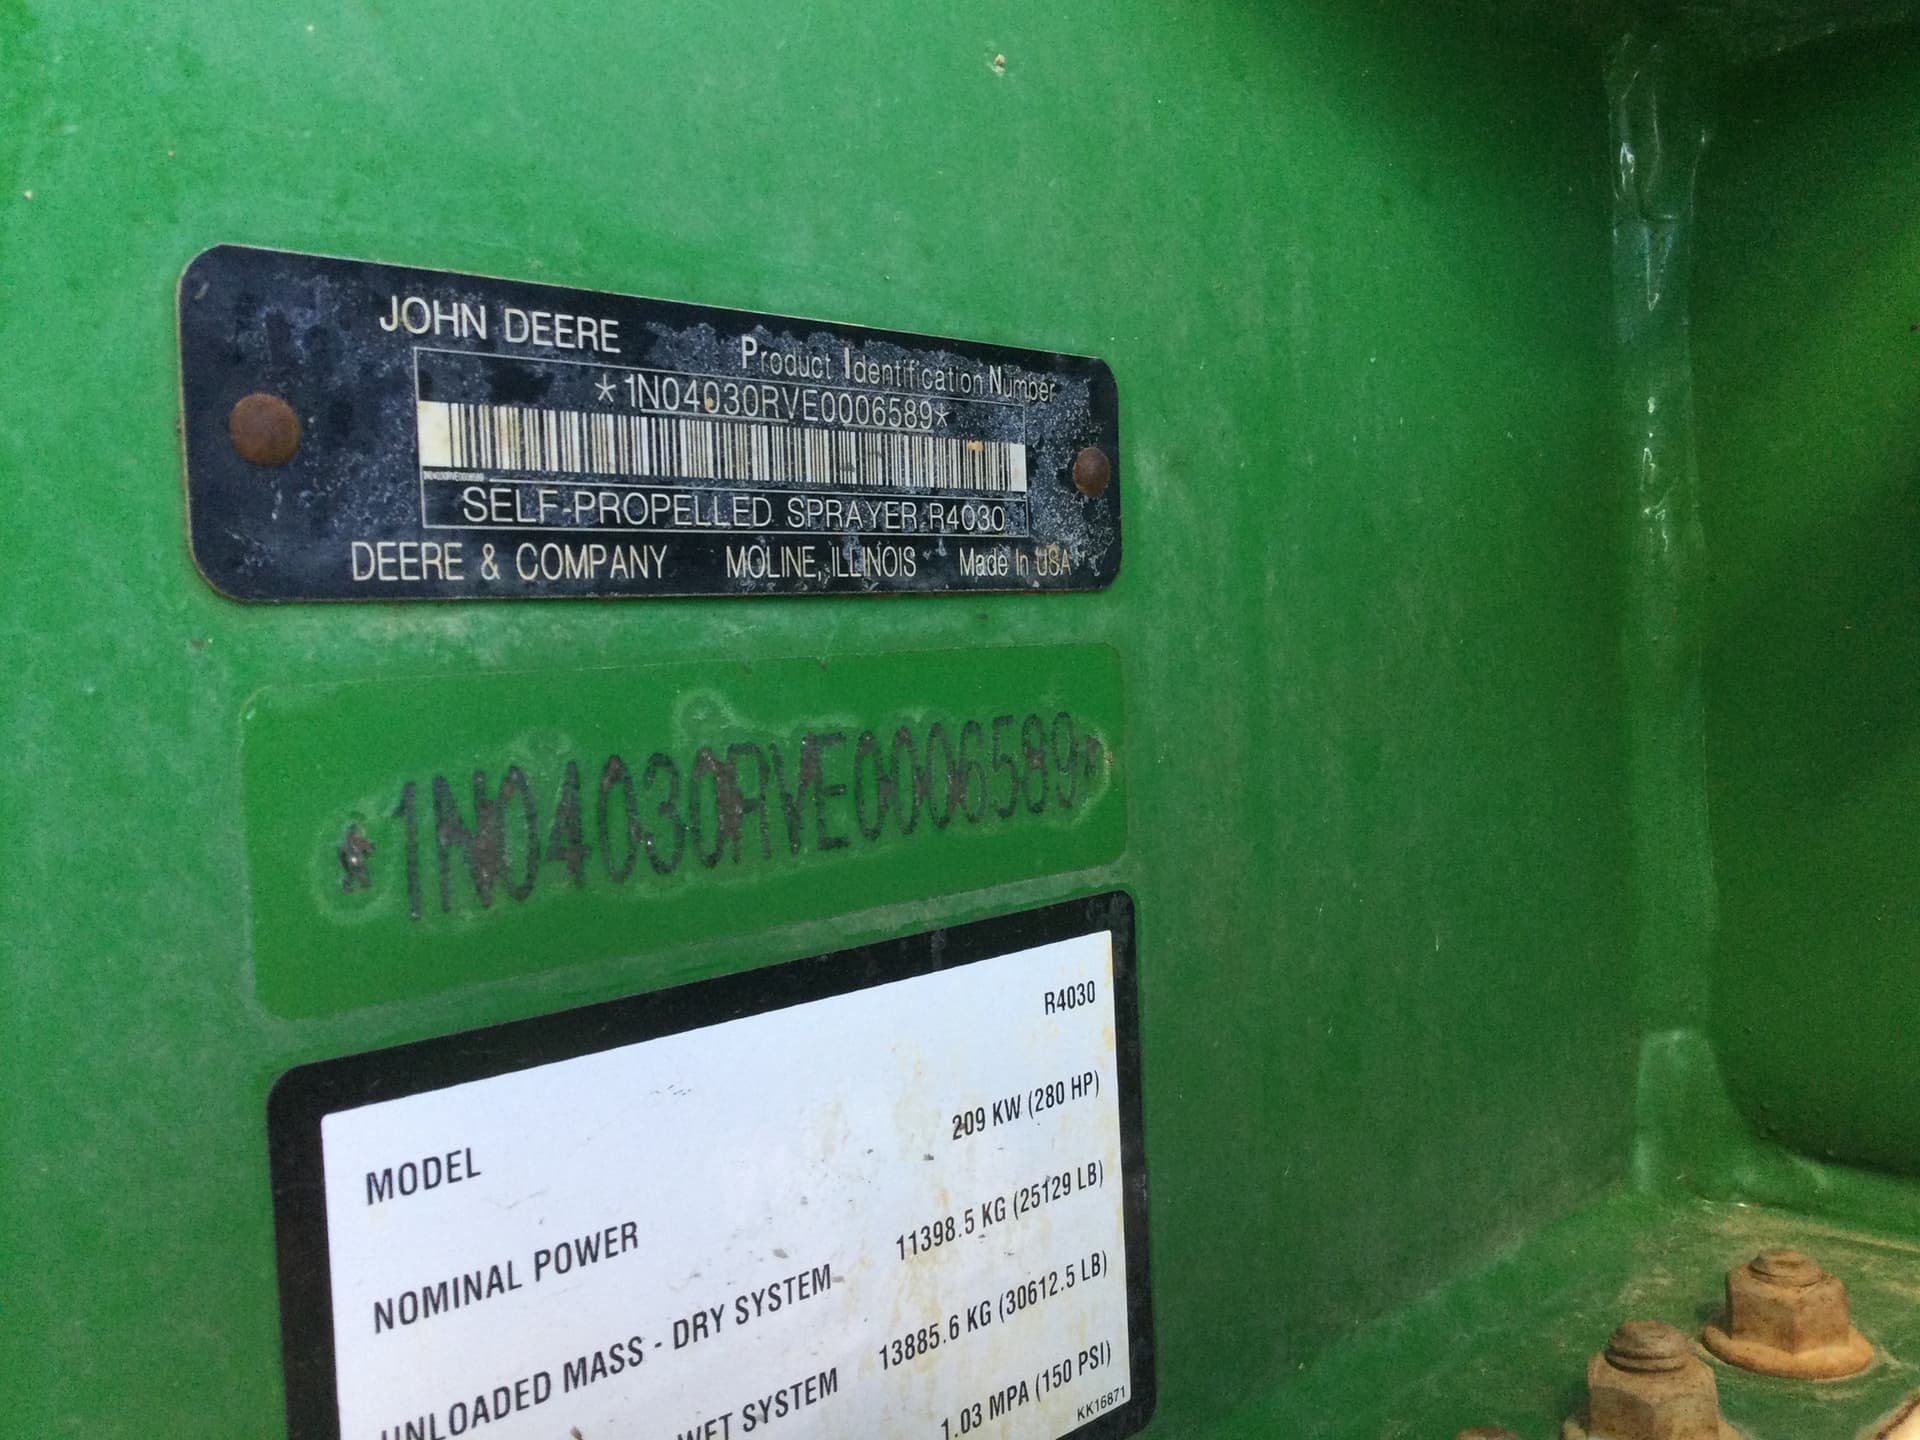 JOHN DEERE
Product Identification Number
*1N04030RVE0006589*
SELF-PROPELLED SPRAYER R4030
DEERE & COMPANY MOLINE, ILLINOIS Made In USA
*1N04030RVE0006589*
MODEL R4030
NOMINAL POWER 209 KW (280 HP)
UNLOADED MASS - DRY SYSTEM 11398.5 KG (25129 LB)
WET SYSTEM 13885.6 KG (30612.5 LB)
1.03 MPA (150 PSI)
KK16871